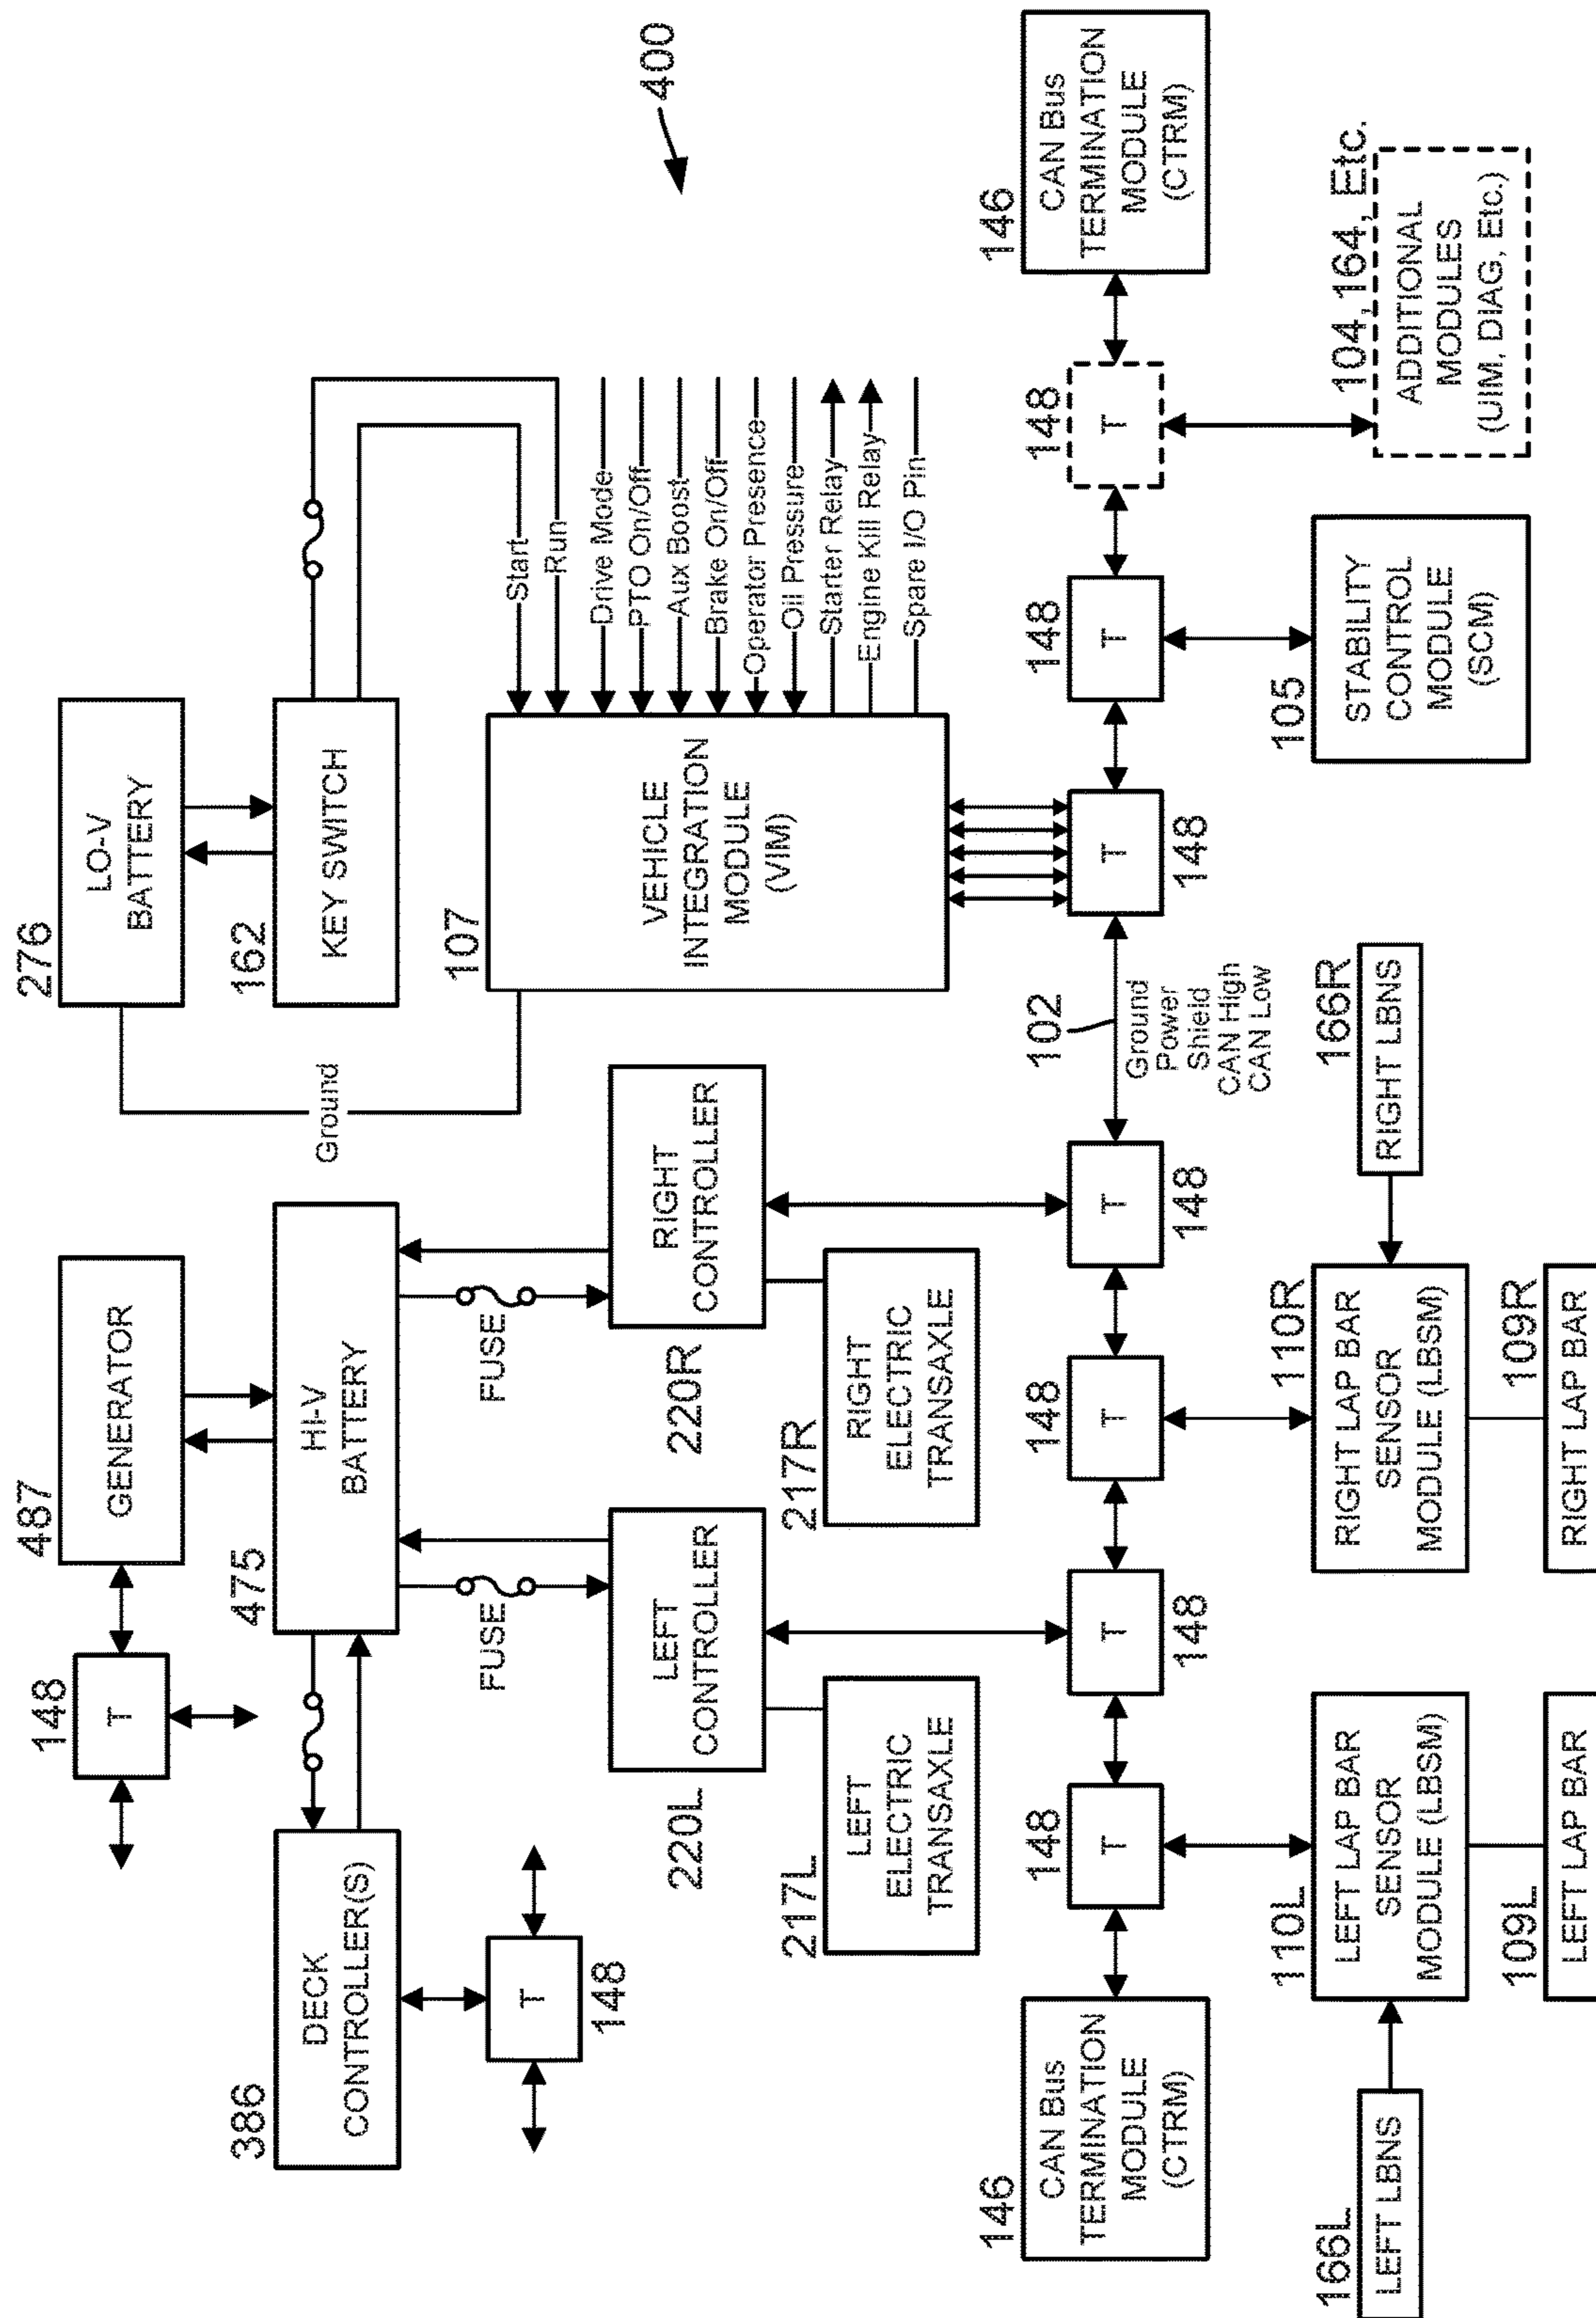 400
487
GENERATOR
148
T
276
LO-V
BATTERY
386
DECK
CONTROLLER(S)
475
HI-V
BATTERY
Ground
162
KEY SWITCH
T
148
FUSE
FUSE
220L
LEFT
CONTROLLER
220R
RIGHT
CONTROLLER
107
VEHICLE
INTEGRATION
MODULE
(VIM)
Start
Run
Drive Mode
PTO On/Off
Aux Boost
Brake On/Off
Operator Presence
Oil Pressure
Starter Relay
Engine Kill Relay
Spare I/O Pin
217L
LEFT
ELECTRIC
TRANSAXLE
217R
RIGHT
ELECTRIC
TRANSAXLE
146
CAN Bus
TERMINATION
MODULE
(CTRM)
148
T
T
148
148
T
T
148
102
Ground
Power
Shield
CAN High
CAN Low
T
148
148
T
148
T
146
CAN Bus
TERMINATION
MODULE
(CTRM)
166L
LEFT LBNS
110L
LEFT LAP BAR
SENSOR
MODULE (LBSM)
109L
LEFT LAP BAR
110R
RIGHT LAP BAR
SENSOR
MODULE (LBSM)
109R
RIGHT LAP BAR
166R
RIGHT LBNS
105
STABILITY
CONTROL
MODULE
(SCM)
104, 164, Etc.
ADDITIONAL
MODULES
(UIM, DIAG, Etc.)